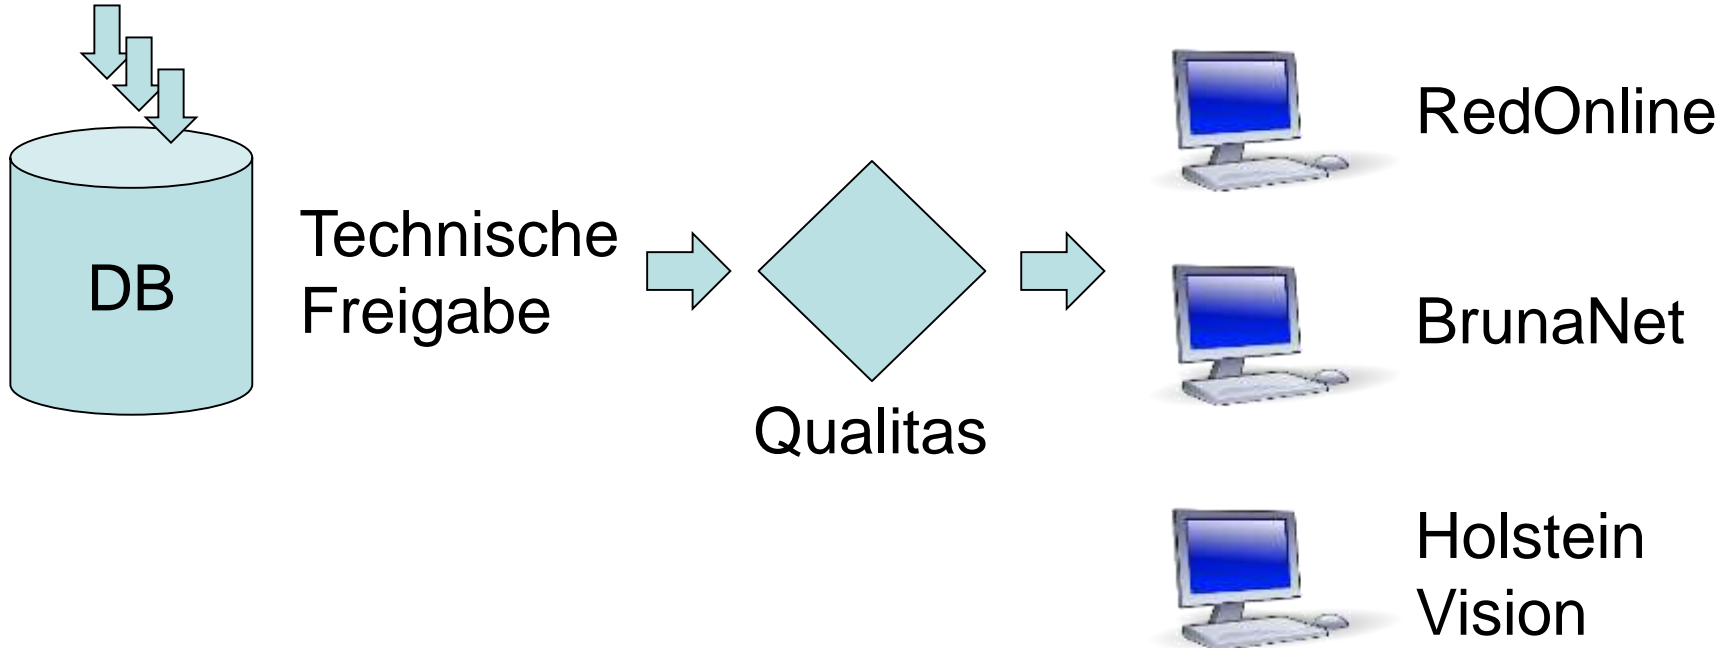 DB
Technische
Freigabe
Qualitas
RedOnline
BrunaNet
Holstein
Vision